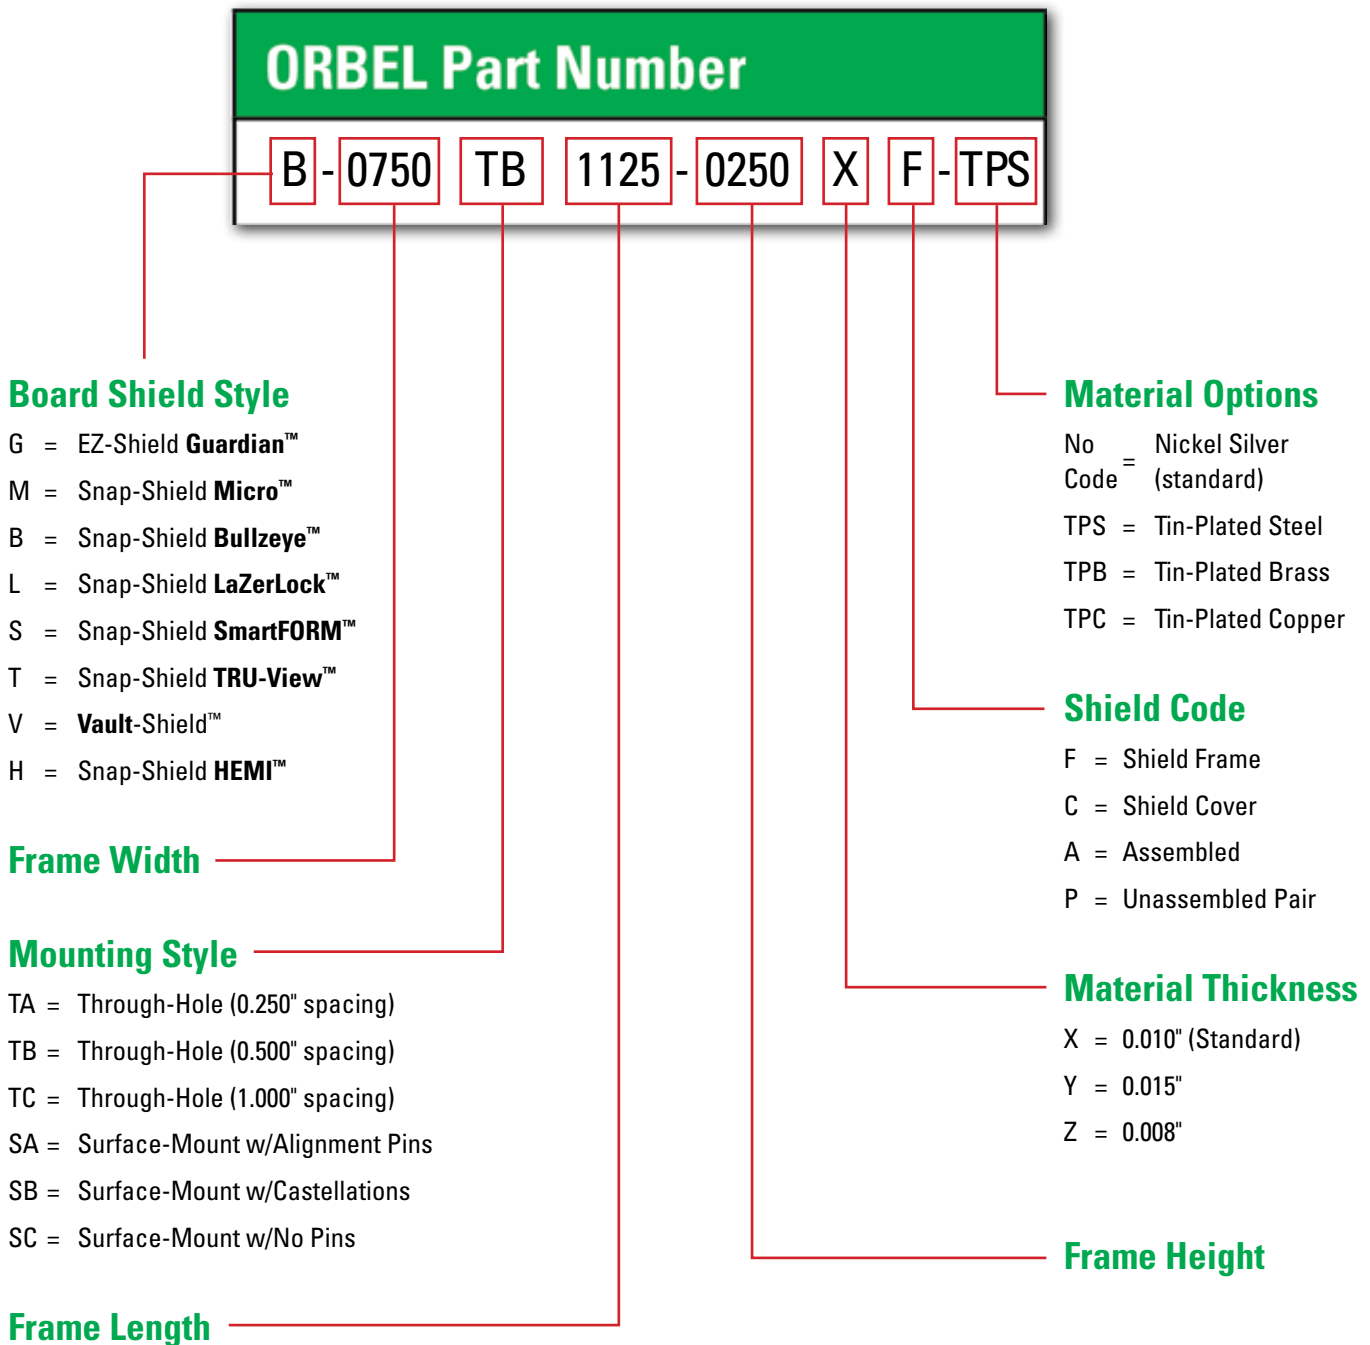 ORBEL Part Number
B - 0750 TB 1125 - 0250 X F - TPS
Board Shield Style
G = EZ-Shield Guardian™
M = Snap-Shield Micro™
B = Snap-Shield Bullzeye™
L = Snap-Shield LaZerLock™
S = Snap-Shield SmartFORM™
T = Snap-Shield TRU-View™
V = Vault-Shield™
H = Snap-Shield HEMI™
Frame Width
Mounting Style
TA = Through-Hole (0.250" spacing)
TB = Through-Hole (0.500" spacing)
TC = Through-Hole (1.000" spacing)
SA = Surface-Mount w/Alignment Pins
SB = Surface-Mount w/Castellations
SC = Surface-Mount w/No Pins
Frame Length
Material Options
No Code = Nickel Silver
(standard)
TPS = Tin-Plated Steel
TPB = Tin-Plated Brass
TPC = Tin-Plated Copper
Shield Code
F = Shield Frame
C = Shield Cover
A = Assembled
P = Unassembled Pair
Material Thickness
X = 0.010" (Standard)
Y = 0.015"
Z = 0.008"
Frame Height